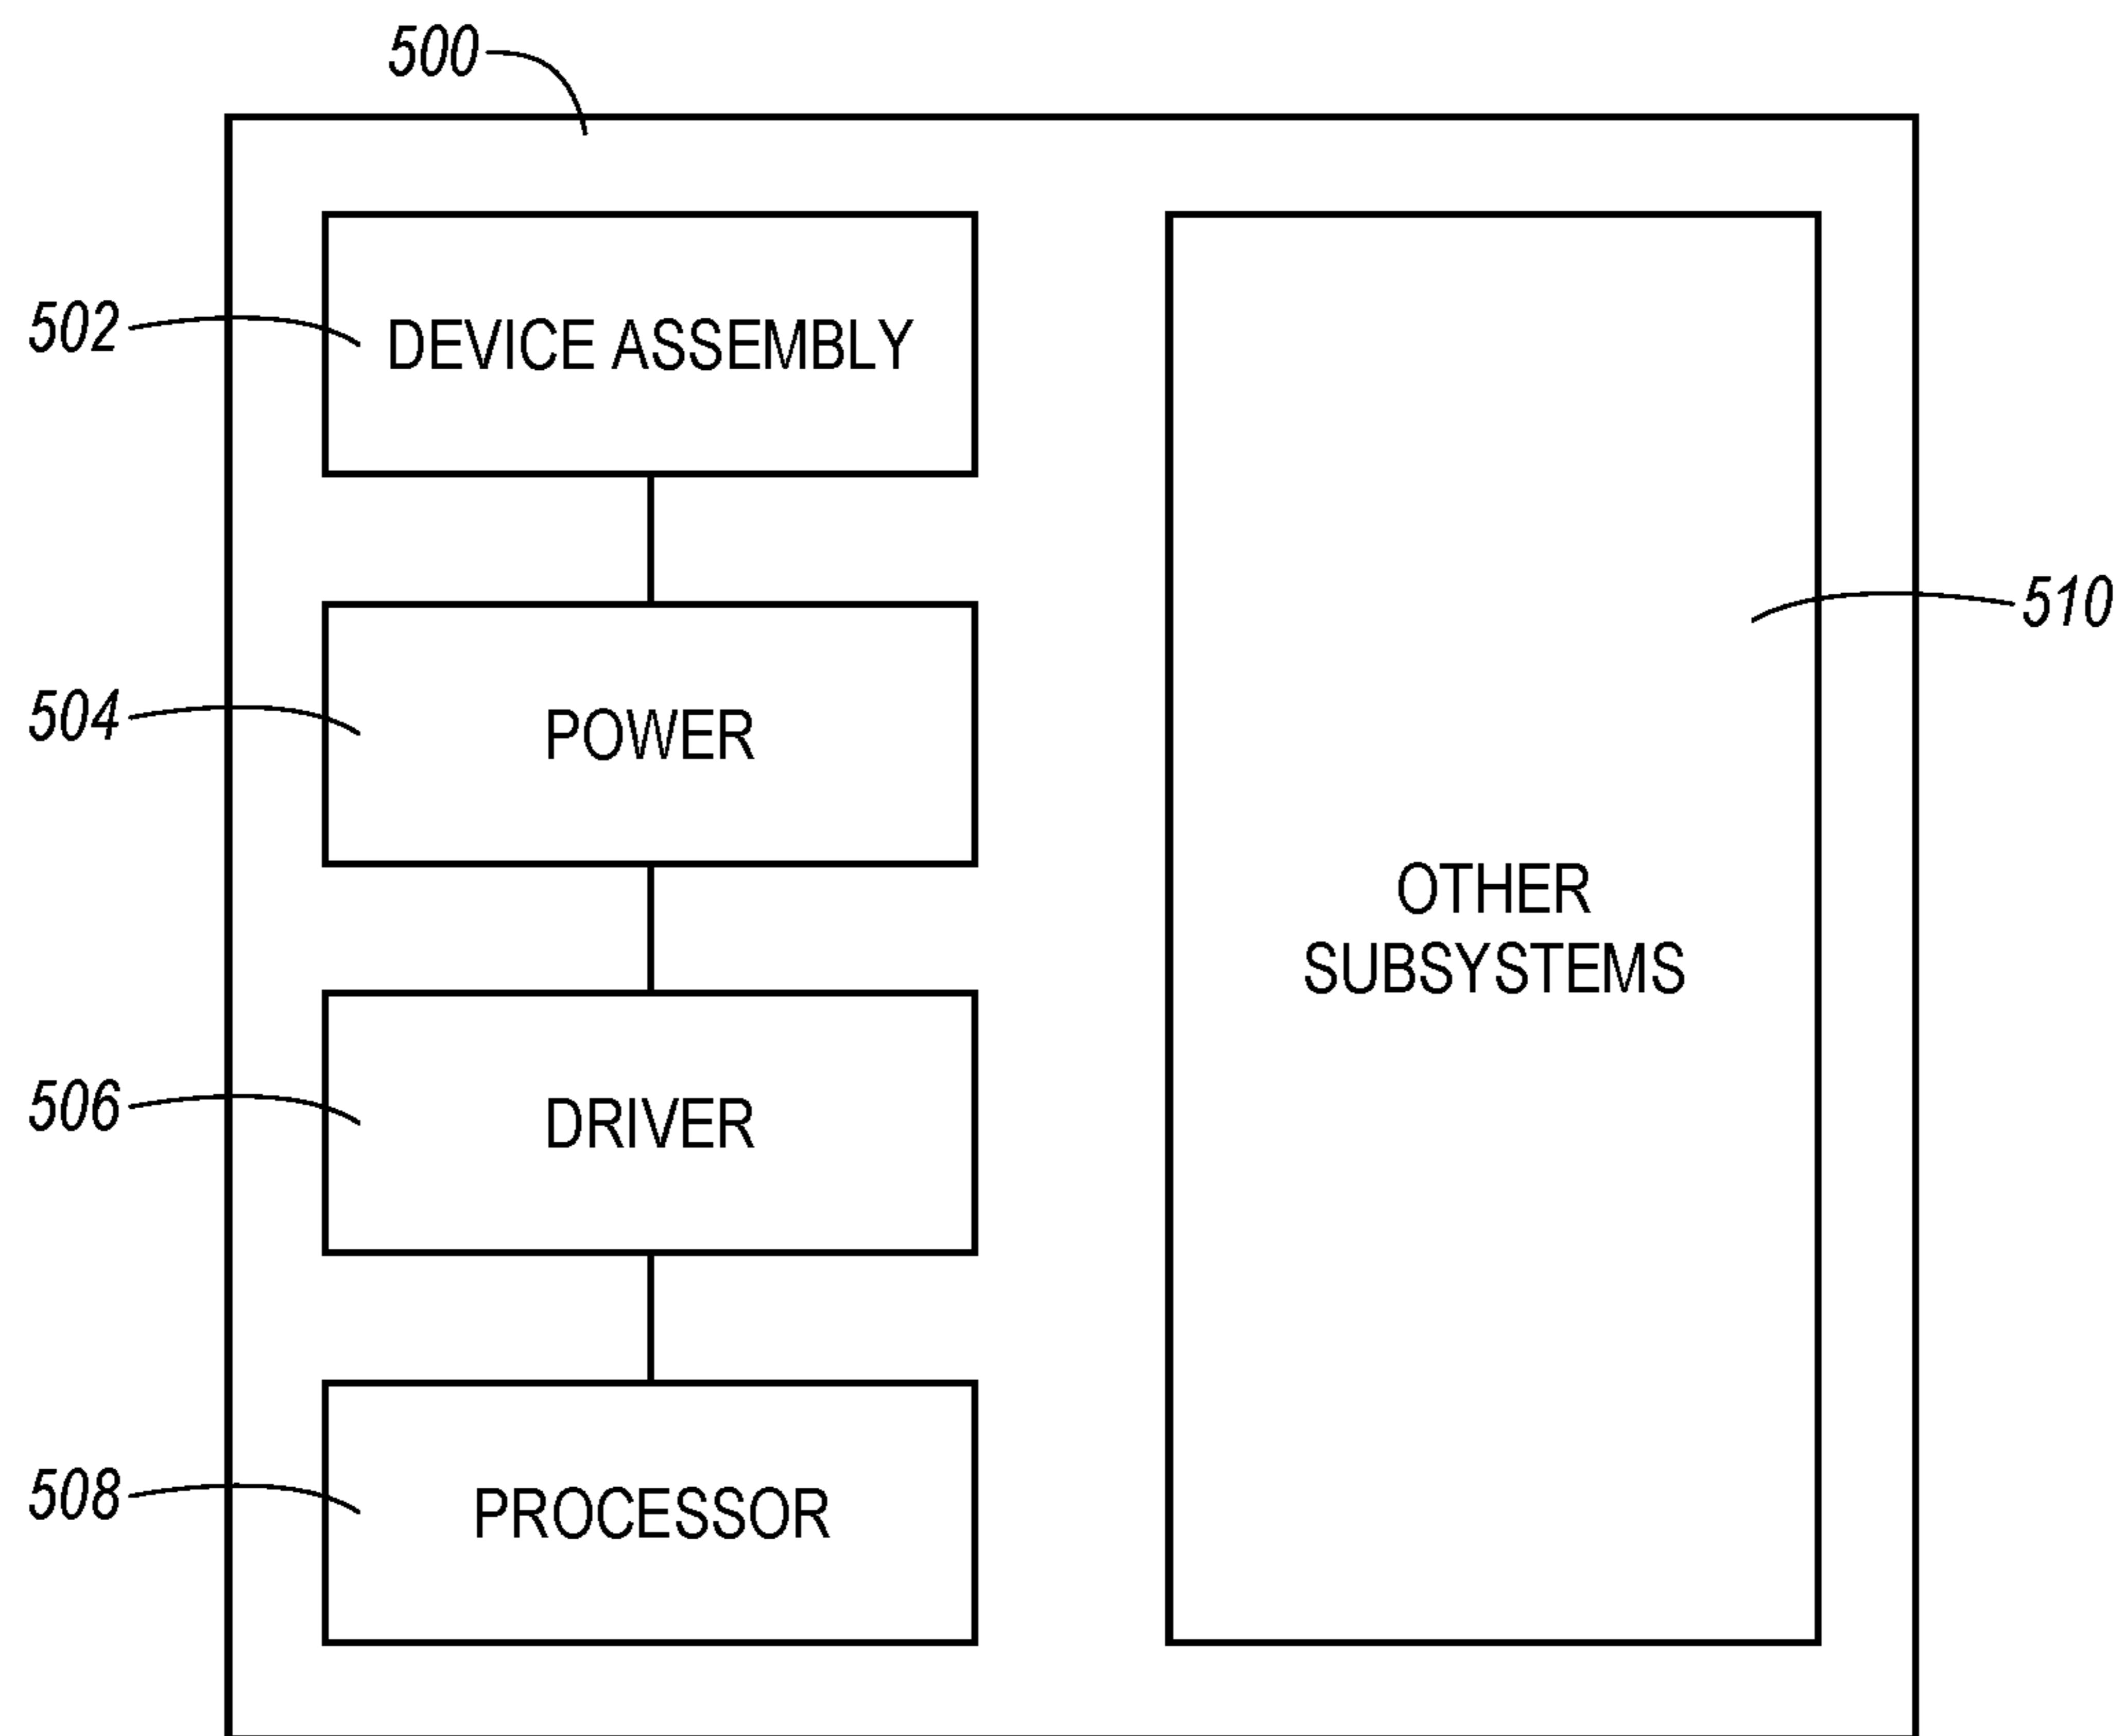 500
502
DEVICE ASSEMBLY
510
504
POWER
OTHER
SUBSYSTEMS
506
DRIVER
508
PROCESSOR